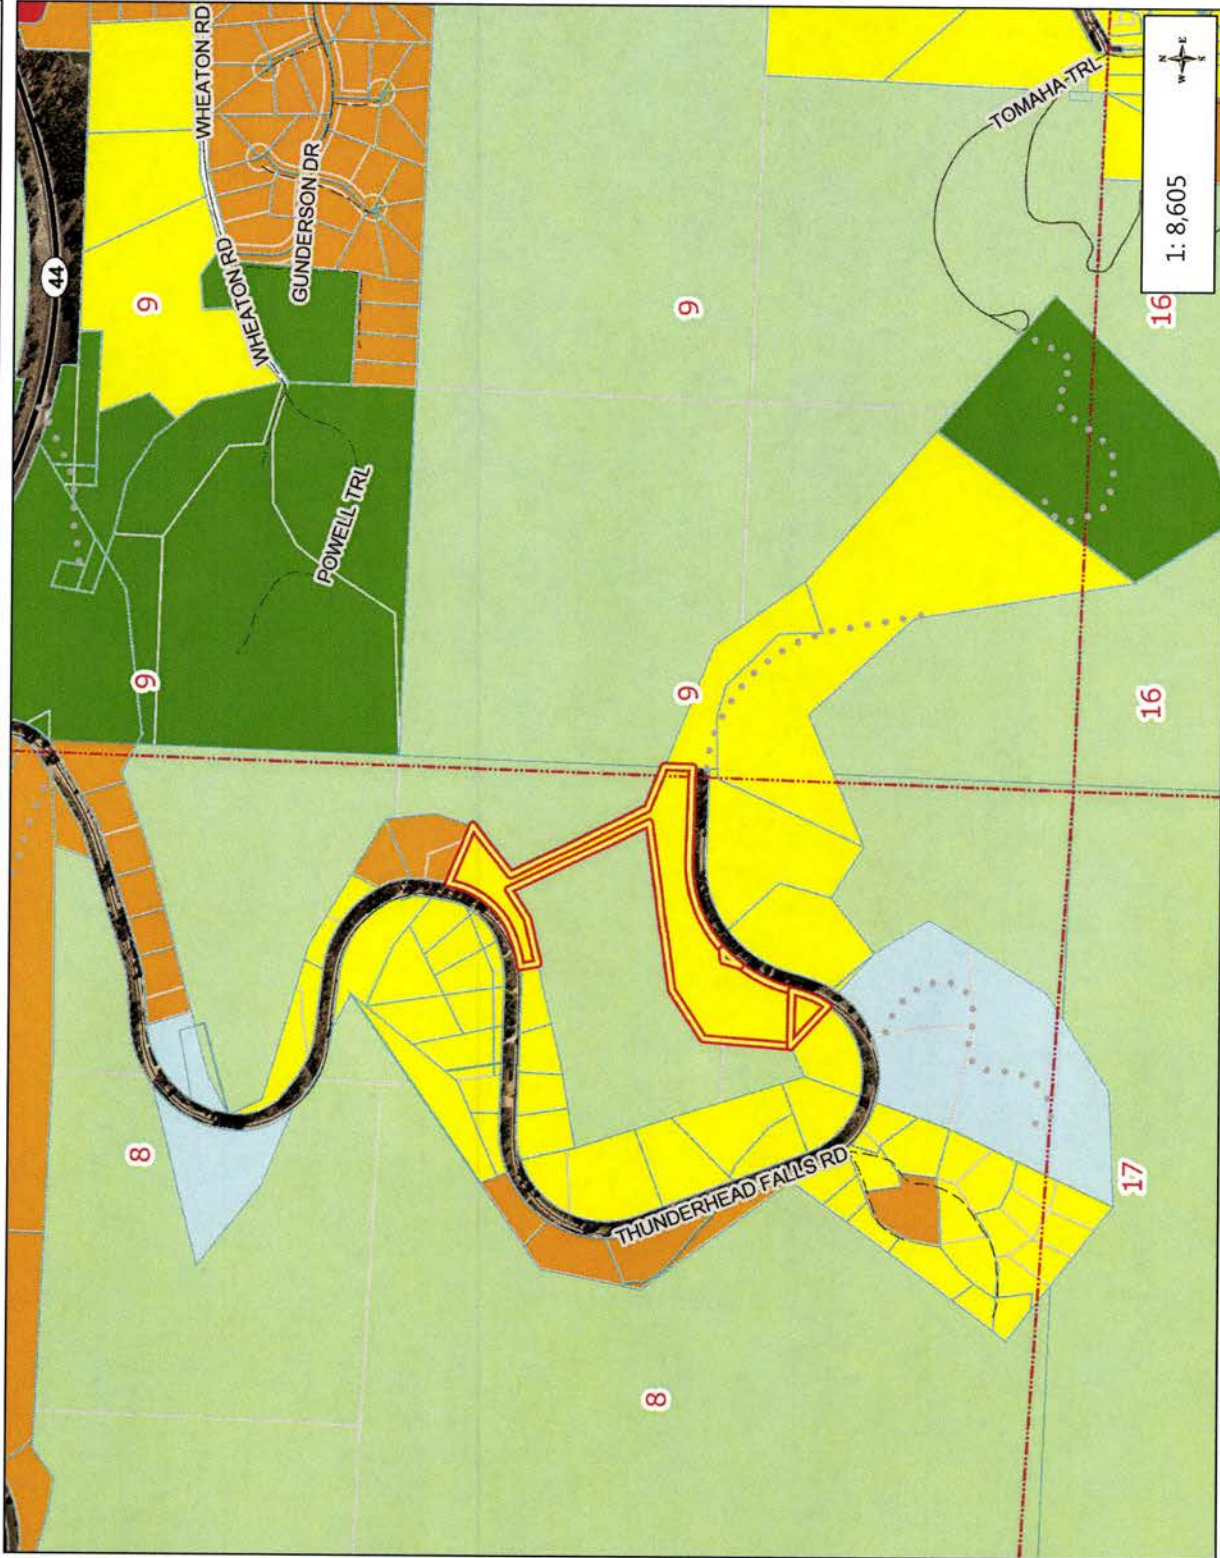 WHEATON RD
44
9
WHEATON RD
GUNDERSON DR
TOMAHA TRL
N
W E
S
1: 8,605
9
16
POWELL TRL
9
9
16
8
THUNDERHEAD FALLS RD
17
8